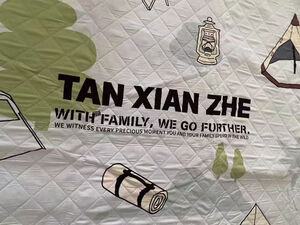 TAN XIAN ZHE
WITH FAMILY, WE GO FURTHER.
WE WITNESS EVERY PRECIOUS MOMENT YOU AND YOUR FAMILY SPEND IN THE WILD